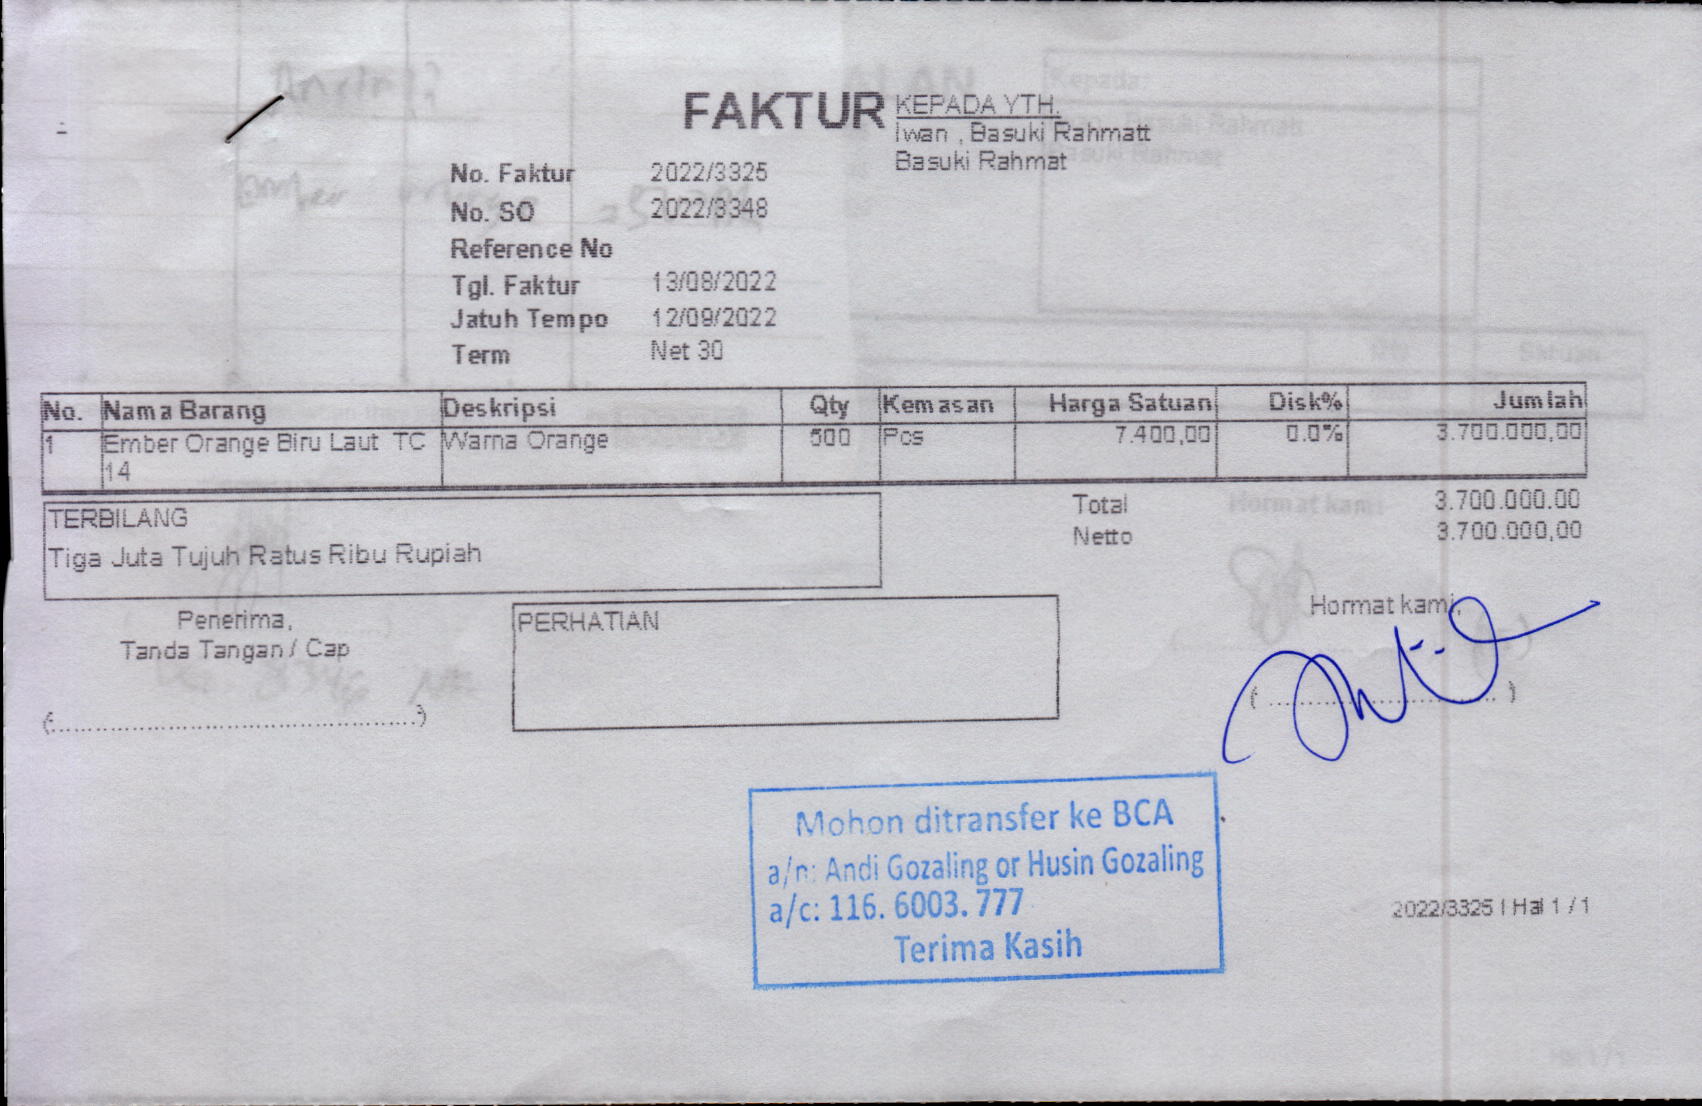 FAKTUR
KEPADA YTH.
Iwan , Basuki Rahmatt
Basuki Rahmat
No. Faktur 2022/3325
No. SO 2022/3348
Reference No
Tgl. Faktur 13/08/2022
Jatuh Tempo 12/09/2022
Term Net 30
No. Nama Barang Deskripsi Qty Kemasan Harga Satuan Disk% Jumlah
1 Ember Orange Biru Laut TC Warna Orange 500 Pcs 7.400,00 0.0% 3.700.000,00
14
Total 3.700.000.00
Netto 3.700.000,00
TERBILANG
Tiga Juta Tujuh Ratus Ribu Rupiah
Penerima,
Tanda Tangan / Cap
(..........................................)
PERHATIAN
Hormat kami,
( .................................. )
Mohon ditransfer ke BCA
a/n: Andi Gozaling or Husin Gozaling
a/c: 116. 6003. 777
Terima Kasih
2022/3325 | Hal 1 / 1